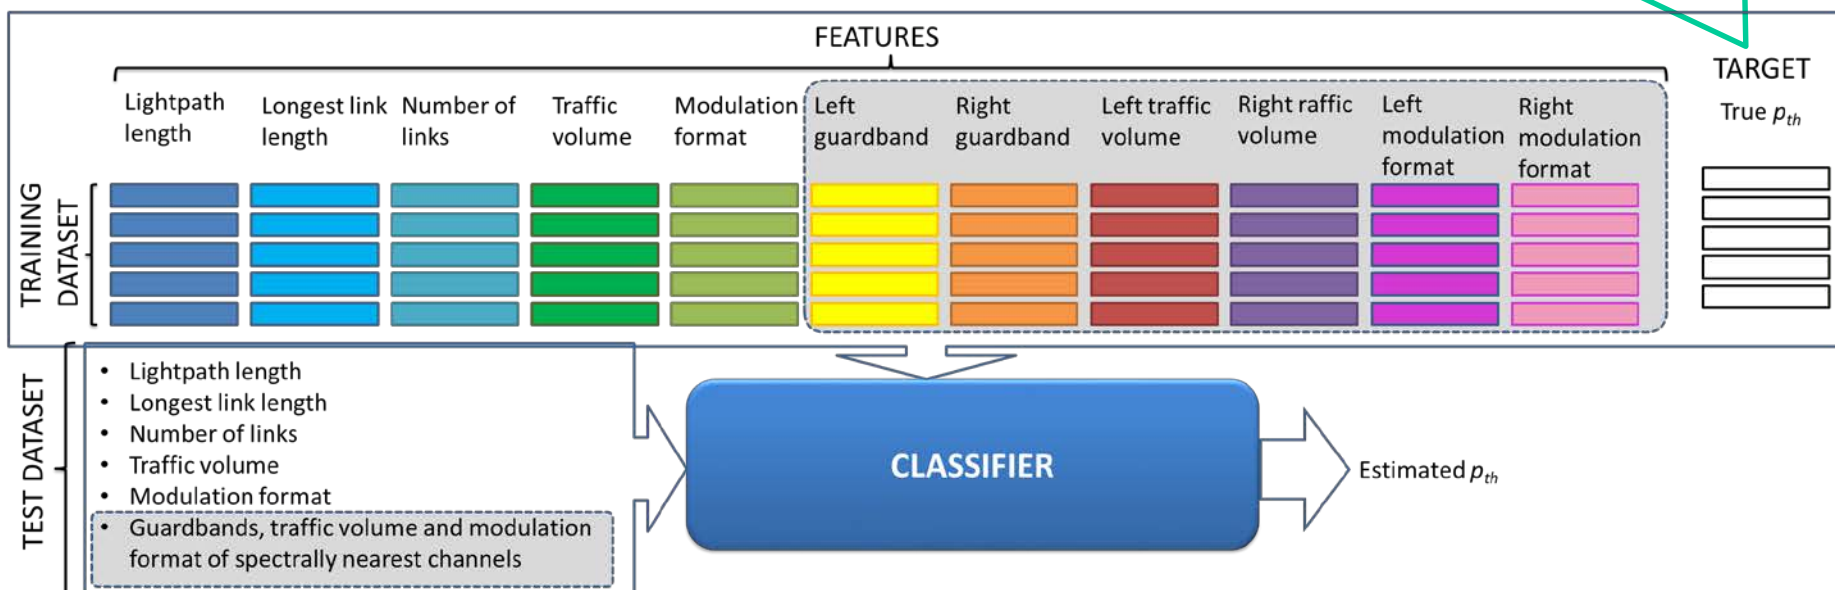 FEATURES
TARGET
True pth
Lightpath
length
Longest link
length
Number of
links
Traffic
volume
Modulation
format
Left
guardband
Right
guardband
Left traffic
volume
Right raffic
volume
Left
modulation
format
Right
modulation
format
TRAINING
DATASET
TEST DATASET
• Lightpath length
• Longest link length
• Number of links
• Traffic volume
• Modulation format
• Guardbands, traffic volume and modulation
format of spectrally nearest channels
CLASSIFIER
Estimated pth